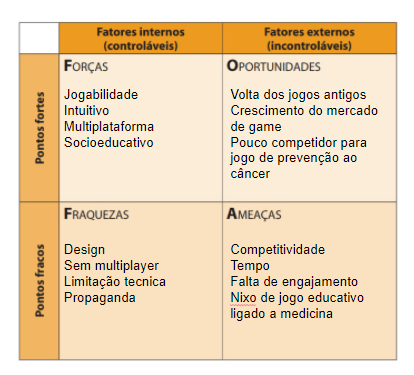 Fatores internos
(controláveis)
Fatores externos
(incontroláveis)
Pontos fortes
FORÇAS
Jogabilidade
Intuitivo
Multiplataforma
Socioeducativo
OPORTUNIDADES
Volta dos jogos antigos
Crescimento do mercado
de game
Pouco competidor para
jogo de prevenção ao
câncer
Pontos fracos
FRAQUEZAS
Design
Sem multiplayer
Limitação tecnica
Propaganda
AMEAÇAS
Competitividade
Tempo
Falta de engajamento
Nixo de jogo educativo
ligado a medicina